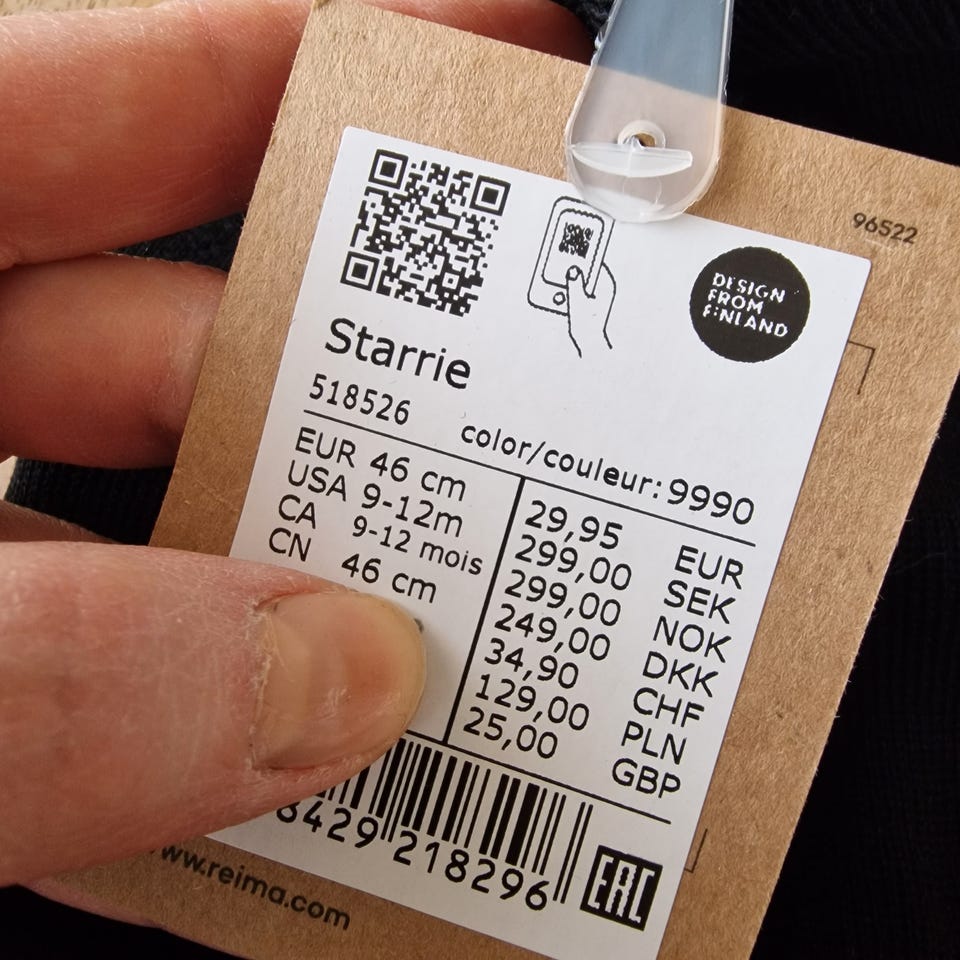 96522
DESIGN
FROM
FINLAND
Starrie
518526
color/couleur: 9990
EUR 46 cm
USA 9-12m
CA 9-12 mois
CN 46 cm
29,95 EUR
299,00 SEK
299,00 NOK
249,00 DKK
34,90 CHF
129,00 PLN
25,00 GBP
8429 218296
EAC
www.reima.com